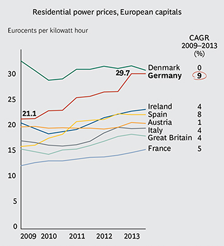 Residential power prices, European capitals
Eurocents per kilowatt hour
CAGR
2009–2013
(%)
Denmark 0
Germany 9
Ireland 4
Spain 8
Austria 1
Italy 4
Great Britain 4
France 5
29.7
21.1
30
25
20
15
10
5
0
2009 2010 2011 2012 2013